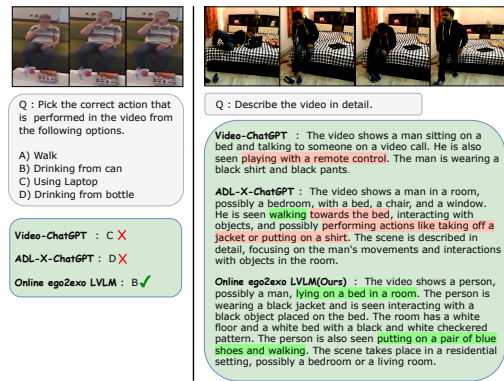 Q : Pick the correct action that
is performed in the video from
the following options.
A) Walk
B) Drinking from can
C) Using Laptop
D) Drinking from bottle
Video-ChatGPT : C X
ADL-X-ChatGPT : D X
Online ego2exo LVLM : B ✓
Q : Describe the video in detail.
Video-ChatGPT : The video shows a man sitting on a
bed and talking to someone on a video call. He is also
seen playing with a remote control. The man is wearing a
black shirt and black pants.
ADL-X-ChatGPT : The video shows a man in a room,
possibly a bedroom, with a bed, a chair, and a window.
He is seen walking towards the bed, interacting with
objects, and possibly performing actions like taking off a
jacket or putting on a shirt. The scene is described in
detail, focusing on the man's movements and interactions
with objects in the room.
Online ego2exo LVLM(Ours) : The video shows a person,
possibly a man, lying on a bed in a room. The person is
wearing a black jacket and is seen interacting with a
black object placed on the bed. The room has a white
floor and a white bed with a black and white checkered
pattern. The person is also seen putting on a pair of blue
shoes and walking. The scene takes place in a residential
setting, possibly a bedroom or a living room.